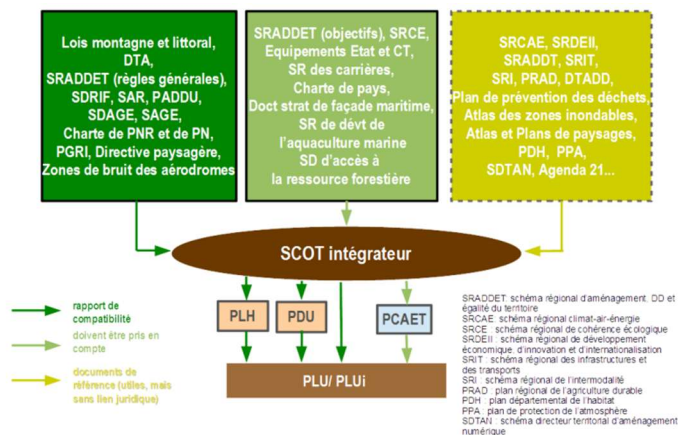 Lois montagne et littoral,
DTA,
SRADDET (règles générales),
SDRIF, SAR, PADDU,
SDAGE, SAGE,
Charte de PNR et de PN,
PGRI, Directive paysagère,
Zones de bruit des aérodromes
SRADDET (objectifs), SRCE,
Equipements Etat et CT,
SR des carrières,
Charte de pays,
Doct strat de façade maritime,
SR de dévt de
l'aquaculture marine
SD d'accès à
la ressource forestière
SRCAE, SRDEII,
SRADDT, SRIT,
SRI, PRAD, DTADD,
Plan de prévention des déchets,
Atlas des zones inondables,
Atlas et Plans de paysages,
PDH, PPA,
SDTAN, Agenda 21...
SCOT intégrateur
rapport de
compatibilité
doivent être pris en
compte
documents de
référence (utiles, mais
sans lien juridique)
PLH
PDU
PCAET
PLU/ PLUi
SRADDET: schéma régional d'aménagement, DD et
égalité du territoire
SRCAE: schéma régional climat-air-énergie
SRCE : schéma régional de cohérence écologique
SRDEII : schéma régional de développement
économique, d'innovation et d'internationalisation
SRIT : schéma régional des infrastructures et
des transports
SRI : schéma régional de l'intermodalité
PRAD : plan régional de l'agriculture durable
PDH : plan départemental de l'habitat
PPA : plan de protection de l'atmosphère
SDTAN : schéma directeur territorial d'aménagement
numérique